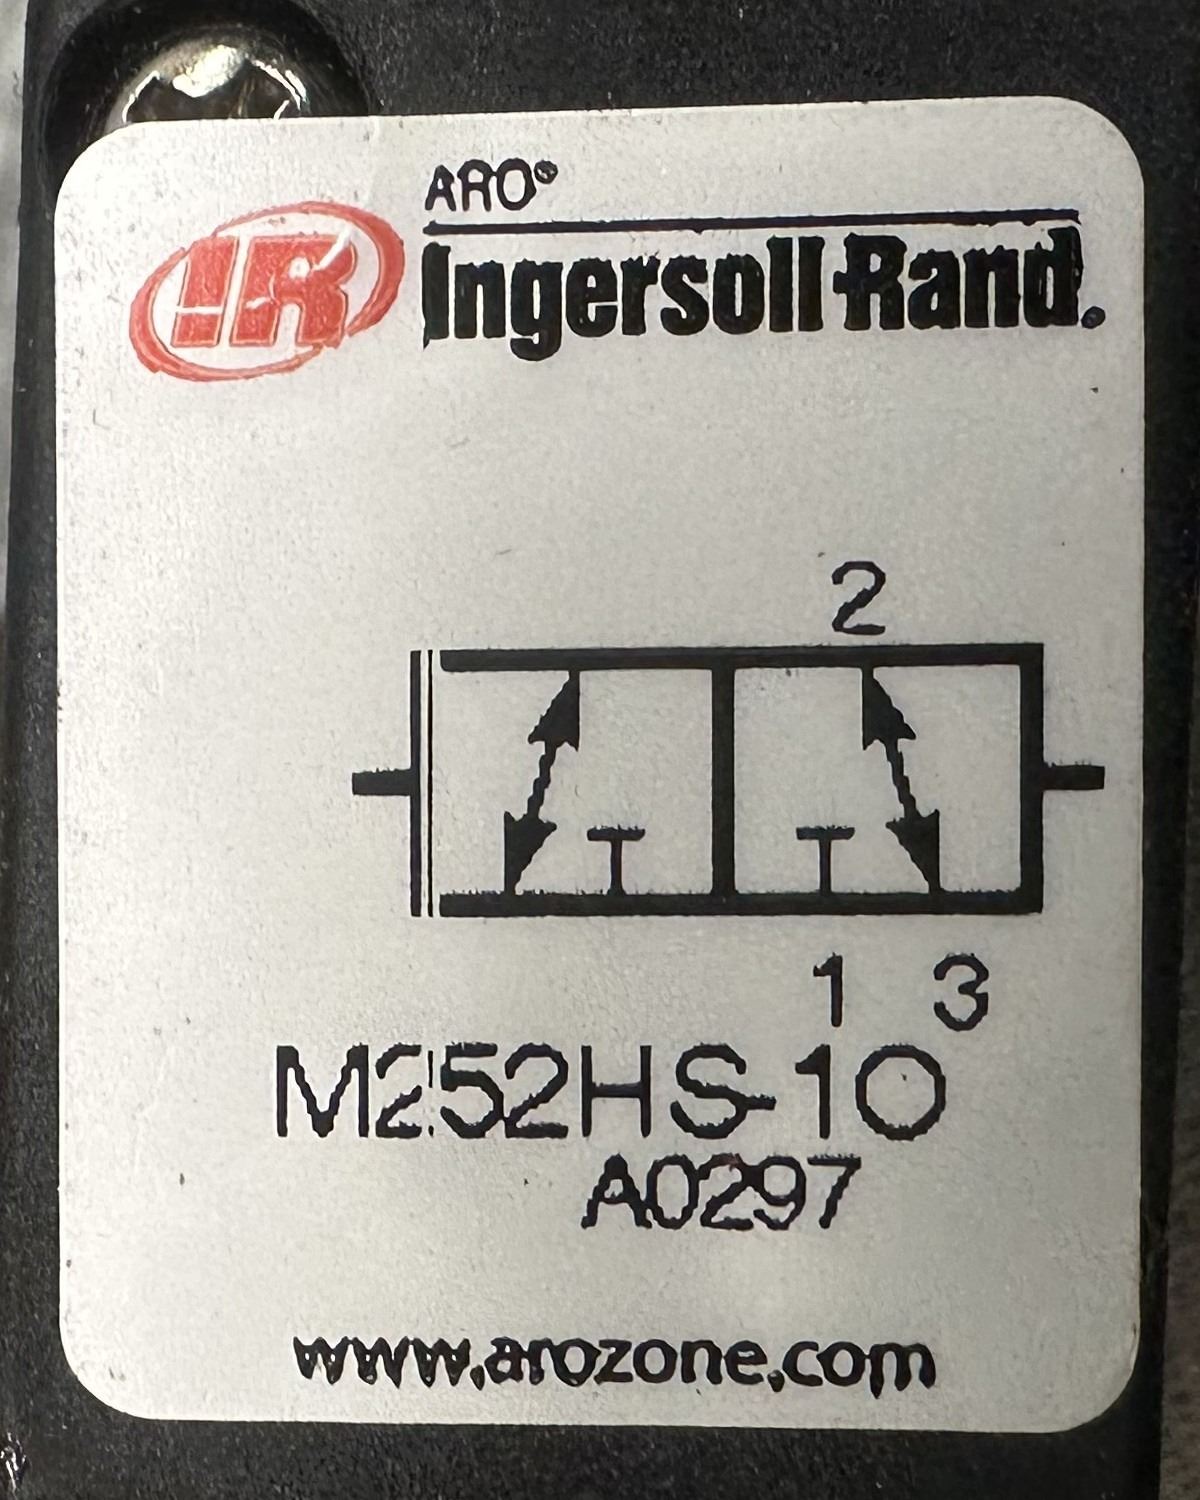 ARO®
IR Ingersoll Rand.
2
1 3
M252HS-10
A0297
www.arozone.com